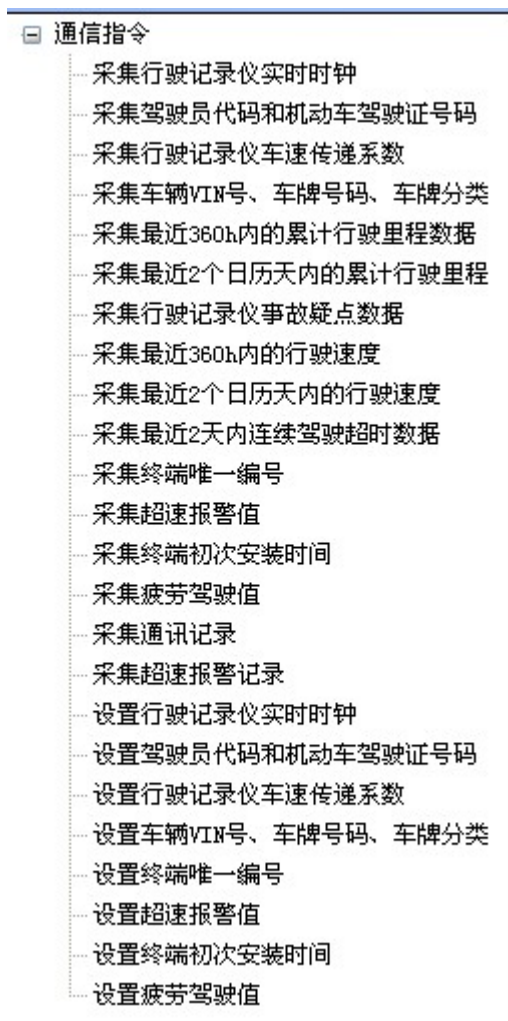 通信指令
采集行驶记录仪实时时钟
采集驾驶员代码和机动车驾驶证号码
采集行驶记录仪车速传递系数
采集车辆VIN号、车牌号码、车牌分类
采集最近360h内的累计行驶里程数据
采集最近2个日历天内的累计行驶里程
采集行驶记录仪事故疑点数据
采集最近360h内的行驶速度
采集最近2个日历天内的行驶速度
采集最近2天内连续驾驶超时数据
采集终端唯一编号
采集超速报警值
采集终端初次安装时间
采集疲劳驾驶值
采集通讯记录
采集超速报警记录
设置行驶记录仪实时时钟
设置驾驶员代码和机动车驾驶证号码
设置行驶记录仪车速传递系数
设置车辆VIN号、车牌号码、车牌分类
设置终端唯一编号
设置超速报警值
设置终端初次安装时间
设置疲劳驾驶值